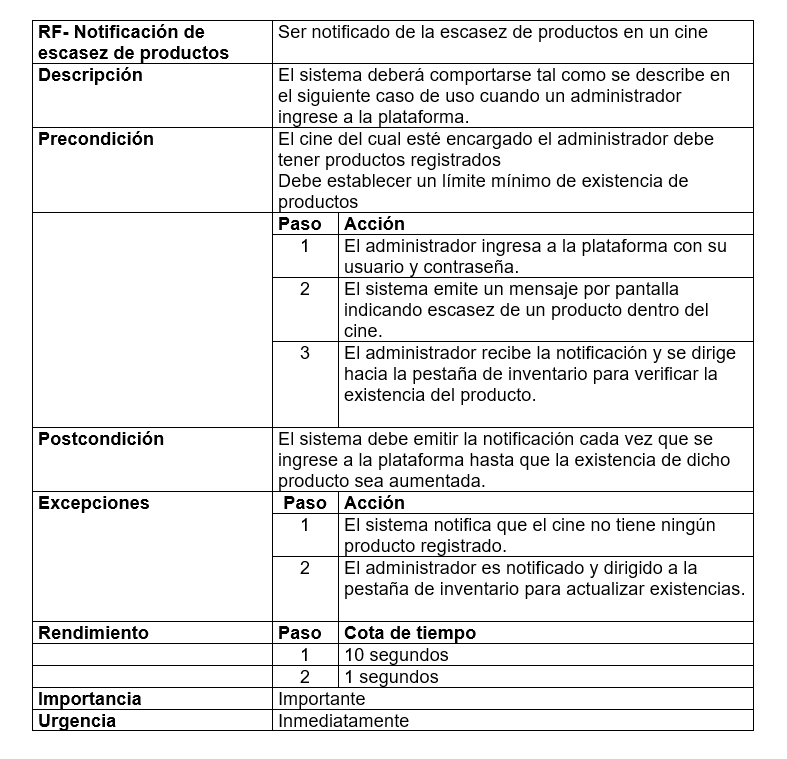 RF- Notificación de
escasez de productos
Ser notificado de la escasez de productos en un cine
Descripción
El sistema deberá comportarse tal como se describe en
el siguiente caso de uso cuando un administrador
ingrese a la plataforma.
Precondición
El cine del cual esté encargado el administrador debe
tener productos registrados
Debe establecer un límite mínimo de existencia de
productos
Paso Acción
1 El administrador ingresa a la plataforma con su
usuario y contraseña.
2 El sistema emite un mensaje por pantalla
indicando escasez de un producto dentro del
cine.
3 El administrador recibe la notificación y se dirige
hacia la pestaña de inventario para verificar la
existencia del producto.
Postcondición
El sistema debe emitir la notificación cada vez que se
ingrese a la plataforma hasta que la existencia de dicho
producto sea aumentada.
Excepciones
Paso Acción
1 El sistema notifica que el cine no tiene ningún
producto registrado.
2 El administrador es notificado y dirigido a la
pestaña de inventario para actualizar existencias.
Rendimiento
Paso Cota de tiempo
1 10 segundos
2 1 segundos
Importancia
Importante
Urgencia
Inmediatamente